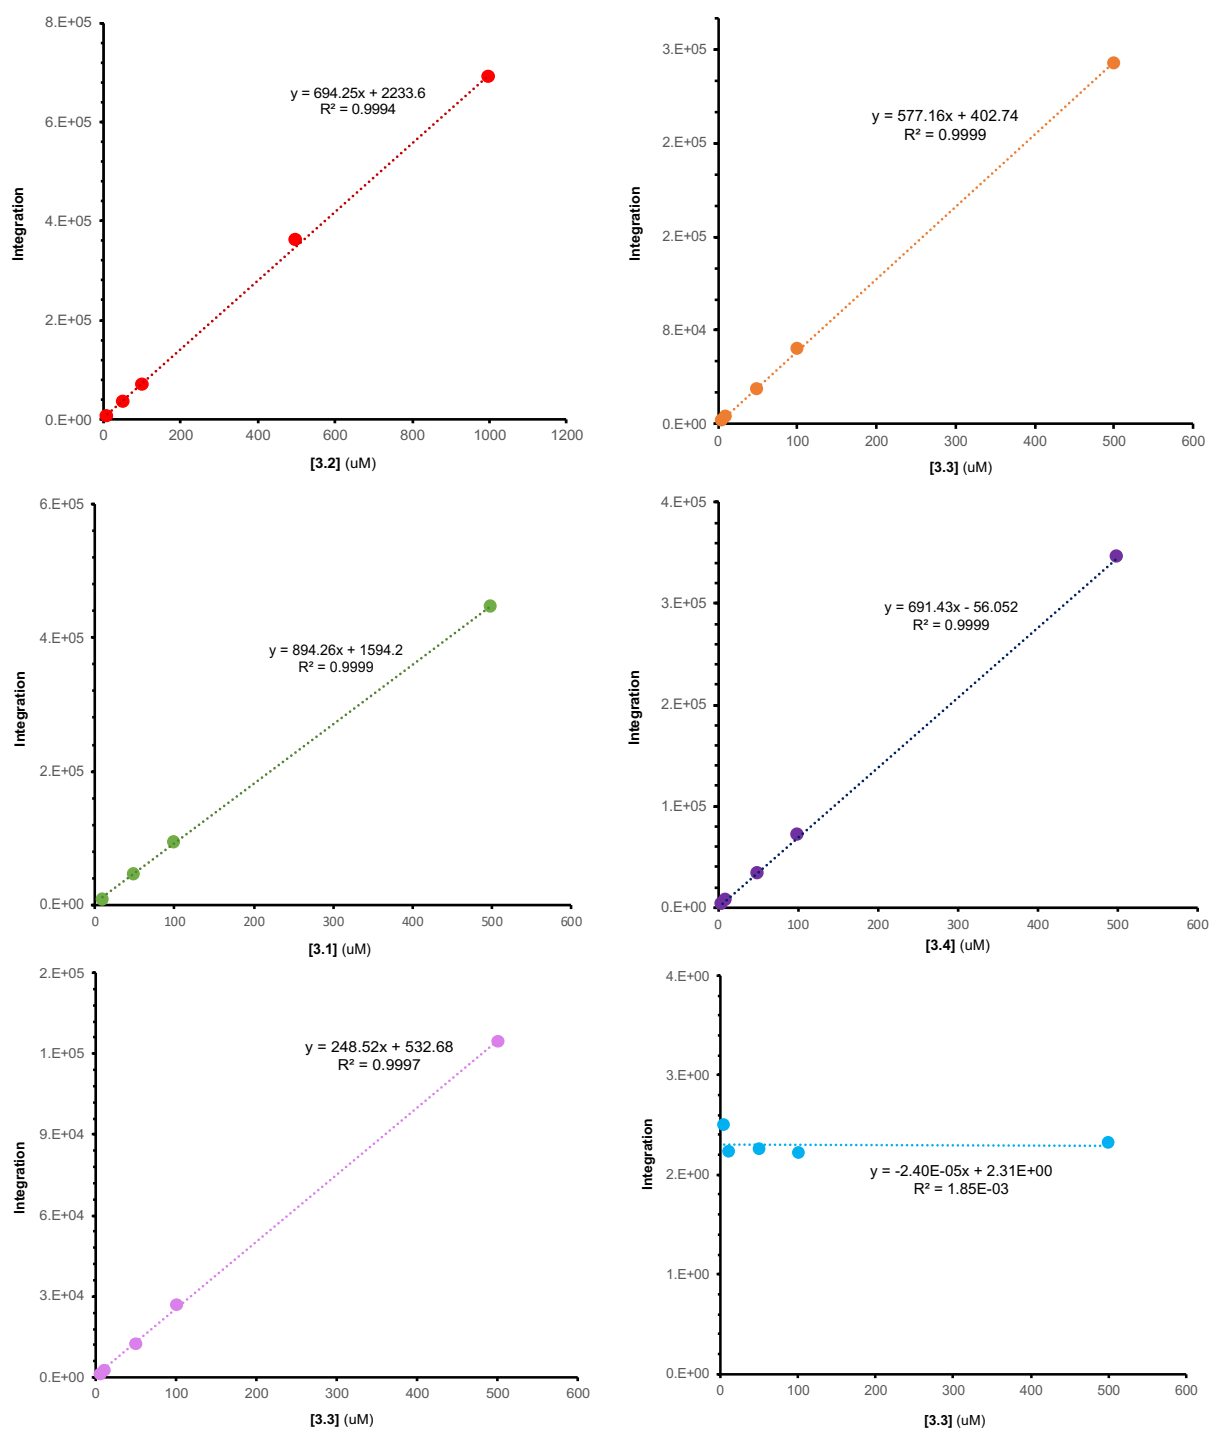 8.E+05
6.E+05
4.E+05
2.E+05
0.E+00
Integration
y = 694.25x + 2233.6
R² = 0.9994
0 200 400 600 800 1000 1200
[3.2] (uM)
3.E+05
2.E+05
2.E+05
8.E+04
0.E+00
Integration
y = 577.16x + 402.74
R² = 0.9999
0 100 200 300 400 500 600
[3.3] (uM)
6.E+05
4.E+05
2.E+05
0.E+00
Integration
y = 894.26x + 1594.2
R² = 0.9999
0 100 200 300 400 500 600
[3.1] (uM)
4.E+05
3.E+05
2.E+05
1.E+05
0.E+00
Integration
y = 691.43x - 56.052
R² = 0.9999
0 100 200 300 400 500 600
[3.4] (uM)
2.E+05
1.E+05
9.E+04
6.E+04
3.E+04
0.E+00
Integration
y = 248.52x + 532.68
R² = 0.9997
0 100 200 300 400 500 600
[3.3] (uM)
4.E+00
3.E+00
2.E+00
1.E+00
0.E+00
Integration
y = -2.40E-05x + 2.31E+00
R² = 1.85E-03
0 100 200 300 400 500 600
[3.3] (uM)